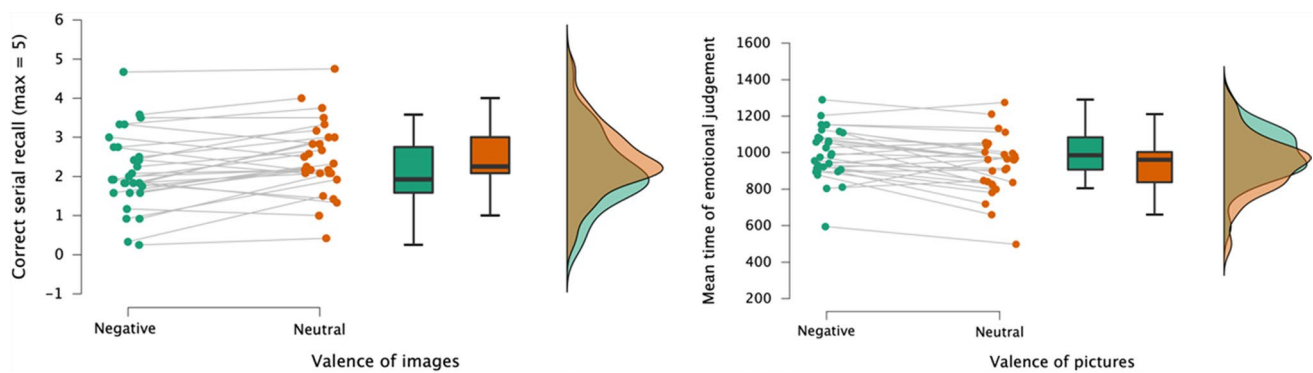 Correct serial recall (max = 5)
6
5
4
3
2
1
0
-1
Negative
Neutral
Valence of images
Mean time of emotional judgement
1600
1400
1200
1000
800
600
400
200
Negative
Neutral
Valence of pictures